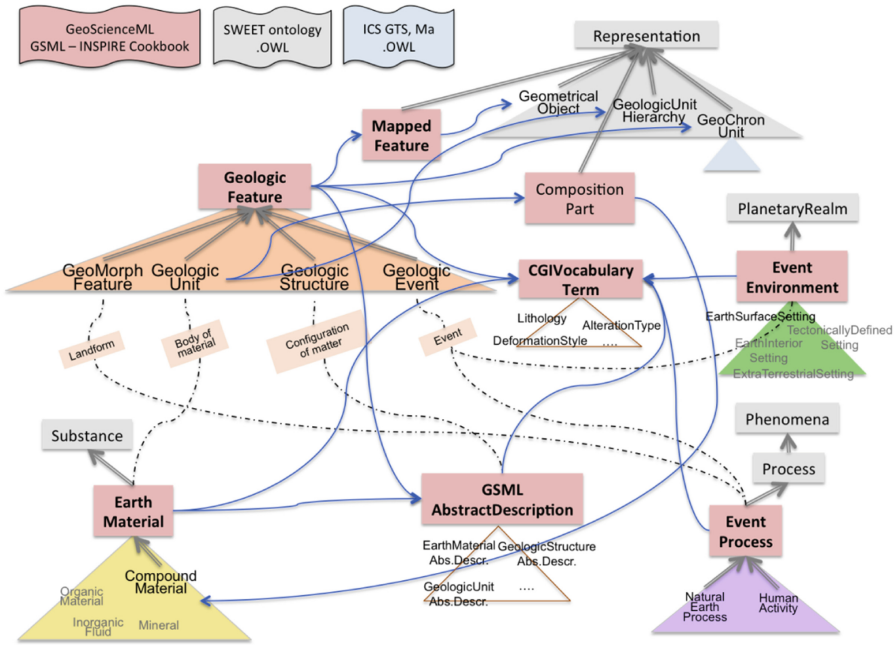 GeoScienceML
GSML – INSPIRE Cookbook
SWEET ontology
.OWL
ICS GTS, Ma
.OWL
Representation
Geometrical
Object
GeologicUnit
Hierarchy
GeoChron
Unit
Mapped
Feature
Geologic
Feature
Composition
Part
PlanetaryRealm
GeoMorph
Feature
Geologic
Unit
Geologic
Structure
Geologic
Event
CGIVocabulary
Term
Event
Environment
Lithology
AlterationType
DeformationStyle
....
EarthSurfaceSetting
TectonicallyDefined
Setting
EarthInterior
Setting
ExtraTerrestrialSetting
Landform
Body of
material
Configuration
of matter
Event
Substance
Phenomena
Process
Earth
Material
GSML
AbstractDescription
Event
Process
EarthMaterial
Abs.Descr.
GeologicStructure
Abs.Descr.
GeologicUnit
Abs.Descr.
....
Compound
Material
Organic
Material
Inorganic
Fluid
Mineral
Natural
Earth
Process
Human
Activity